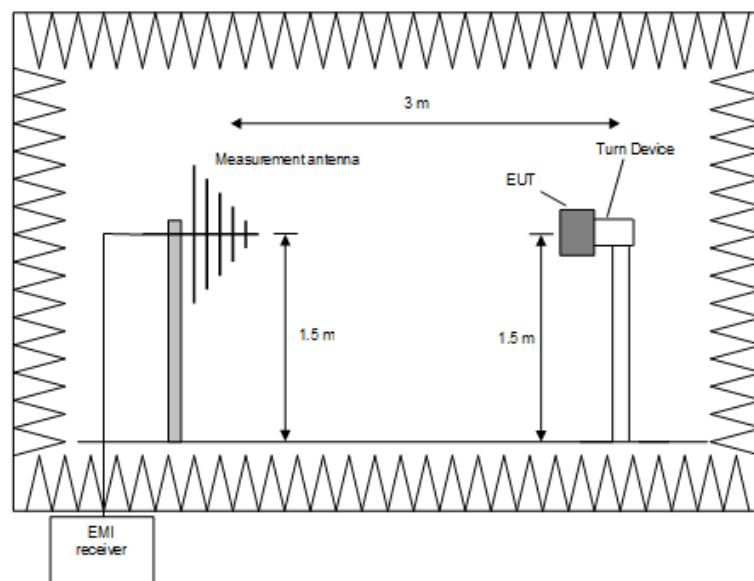 3 m
Measurement antenna
Turn Device
EUT
1.5 m
1.5 m
EMI
receiver